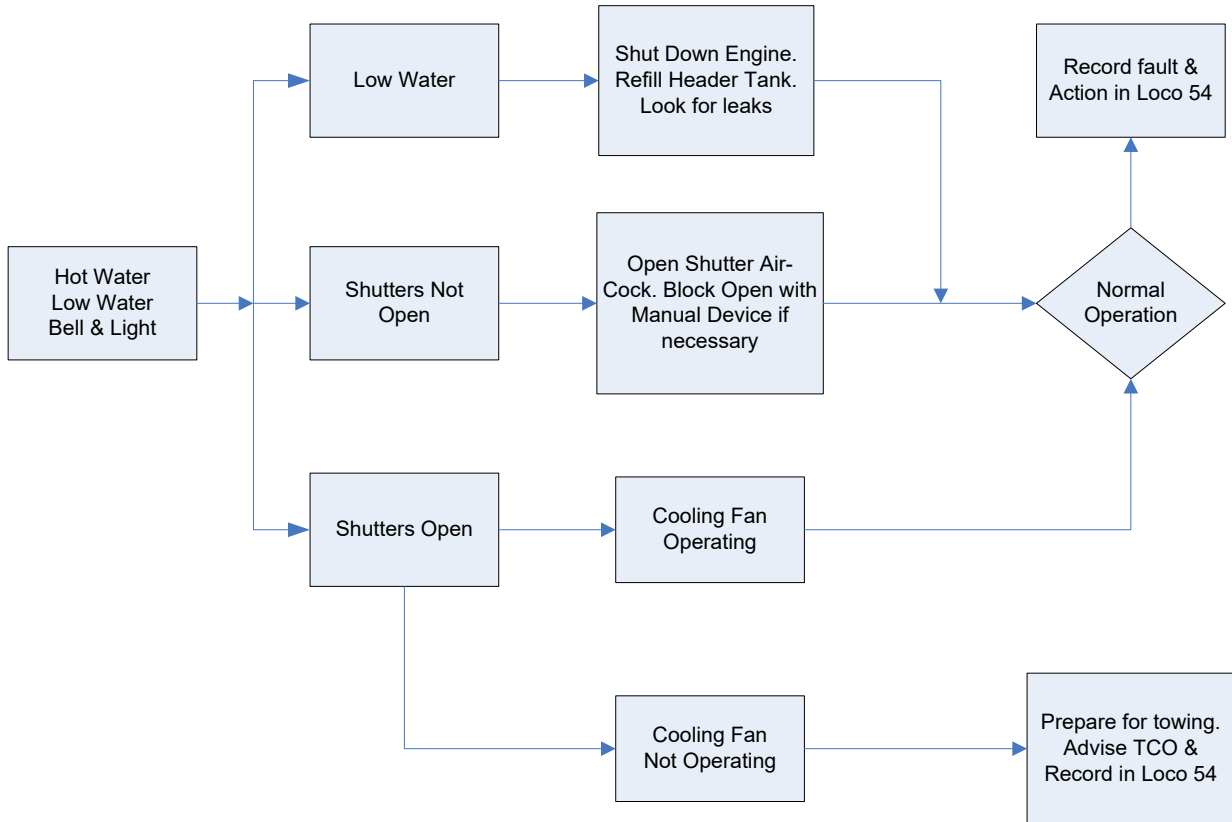 Low Water
Shut Down Engine.
Refill Header Tank.
Look for leaks
Record fault &
Action in Loco 54
Hot Water
Low Water
Bell & Light
Shutters Not
Open
Open Shutter Air-
Cock. Block Open with
Manual Device if
necessary
Normal
Operation
Shutters Open
Cooling Fan
Operating
Cooling Fan
Not Operating
Prepare for towing.
Advise TCO &
Record in Loco 54